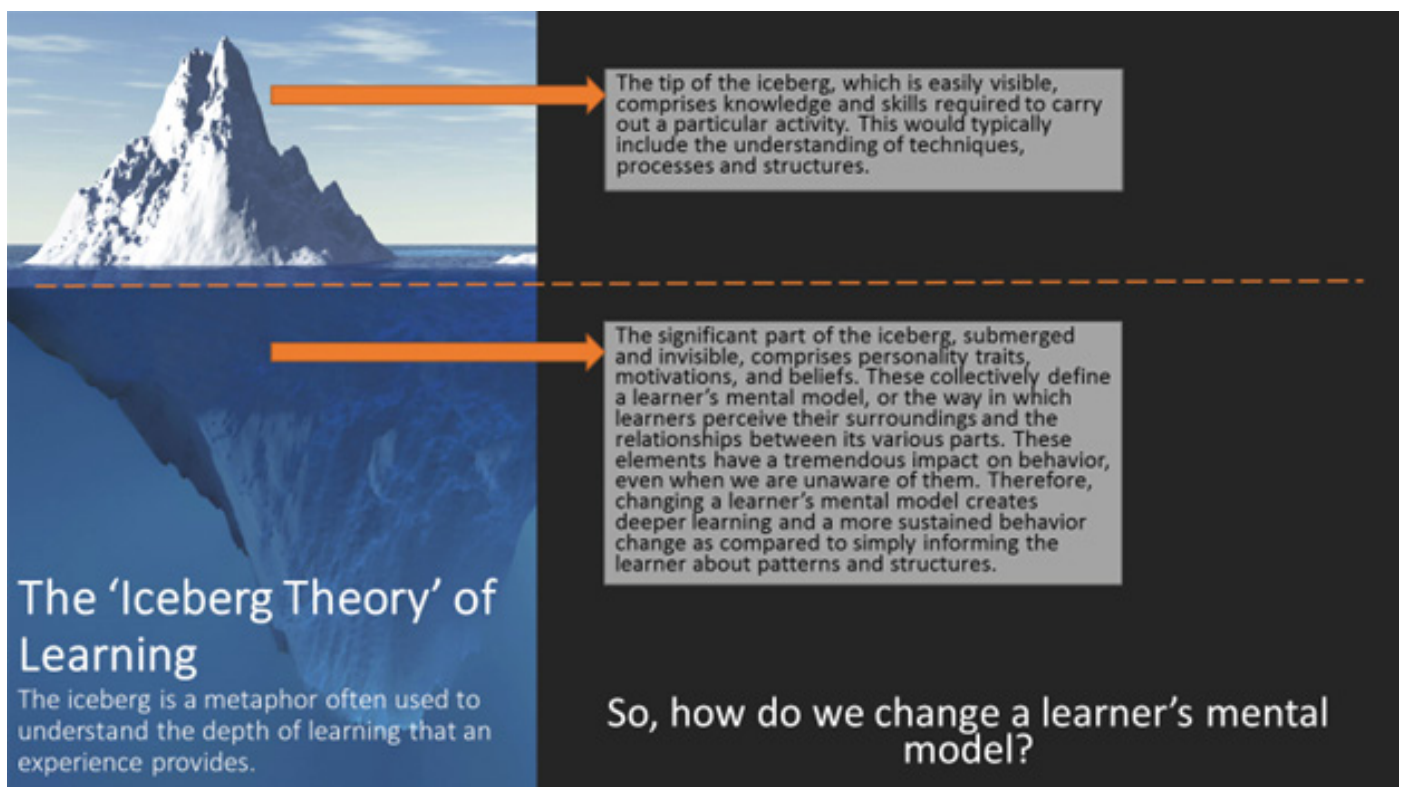 The tip of the iceberg, which is easily visible,
comprises knowledge and skills required to carry
out a particular activity. This would typically
include the understanding of techniques,
processes and structures.
The significant part of the iceberg, submerged
and invisible, comprises personality traits,
motivations, and beliefs. These collectively define
a learner’s mental model, or the way in which
learners perceive their surroundings and the
relationships between its various parts. These
elements have a tremendous impact on behavior,
even when we are unaware of them. Therefore,
changing a learner’s mental model creates
deeper learning and a more sustained behavior
change as compared to simply informing the
learner about patterns and structures.
The ‘Iceberg Theory’ of
Learning
The iceberg is a metaphor often used to
understand the depth of learning that an
experience provides.
So, how do we change a learner’s mental
model?